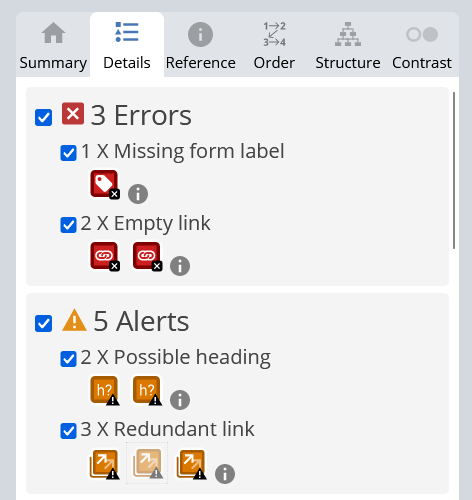 Summary Details Reference Order Structure Contrast
3 Errors
1 X Missing form label
2 X Empty link
5 Alerts
2 X Possible heading
h? h?
3 X Redundant link